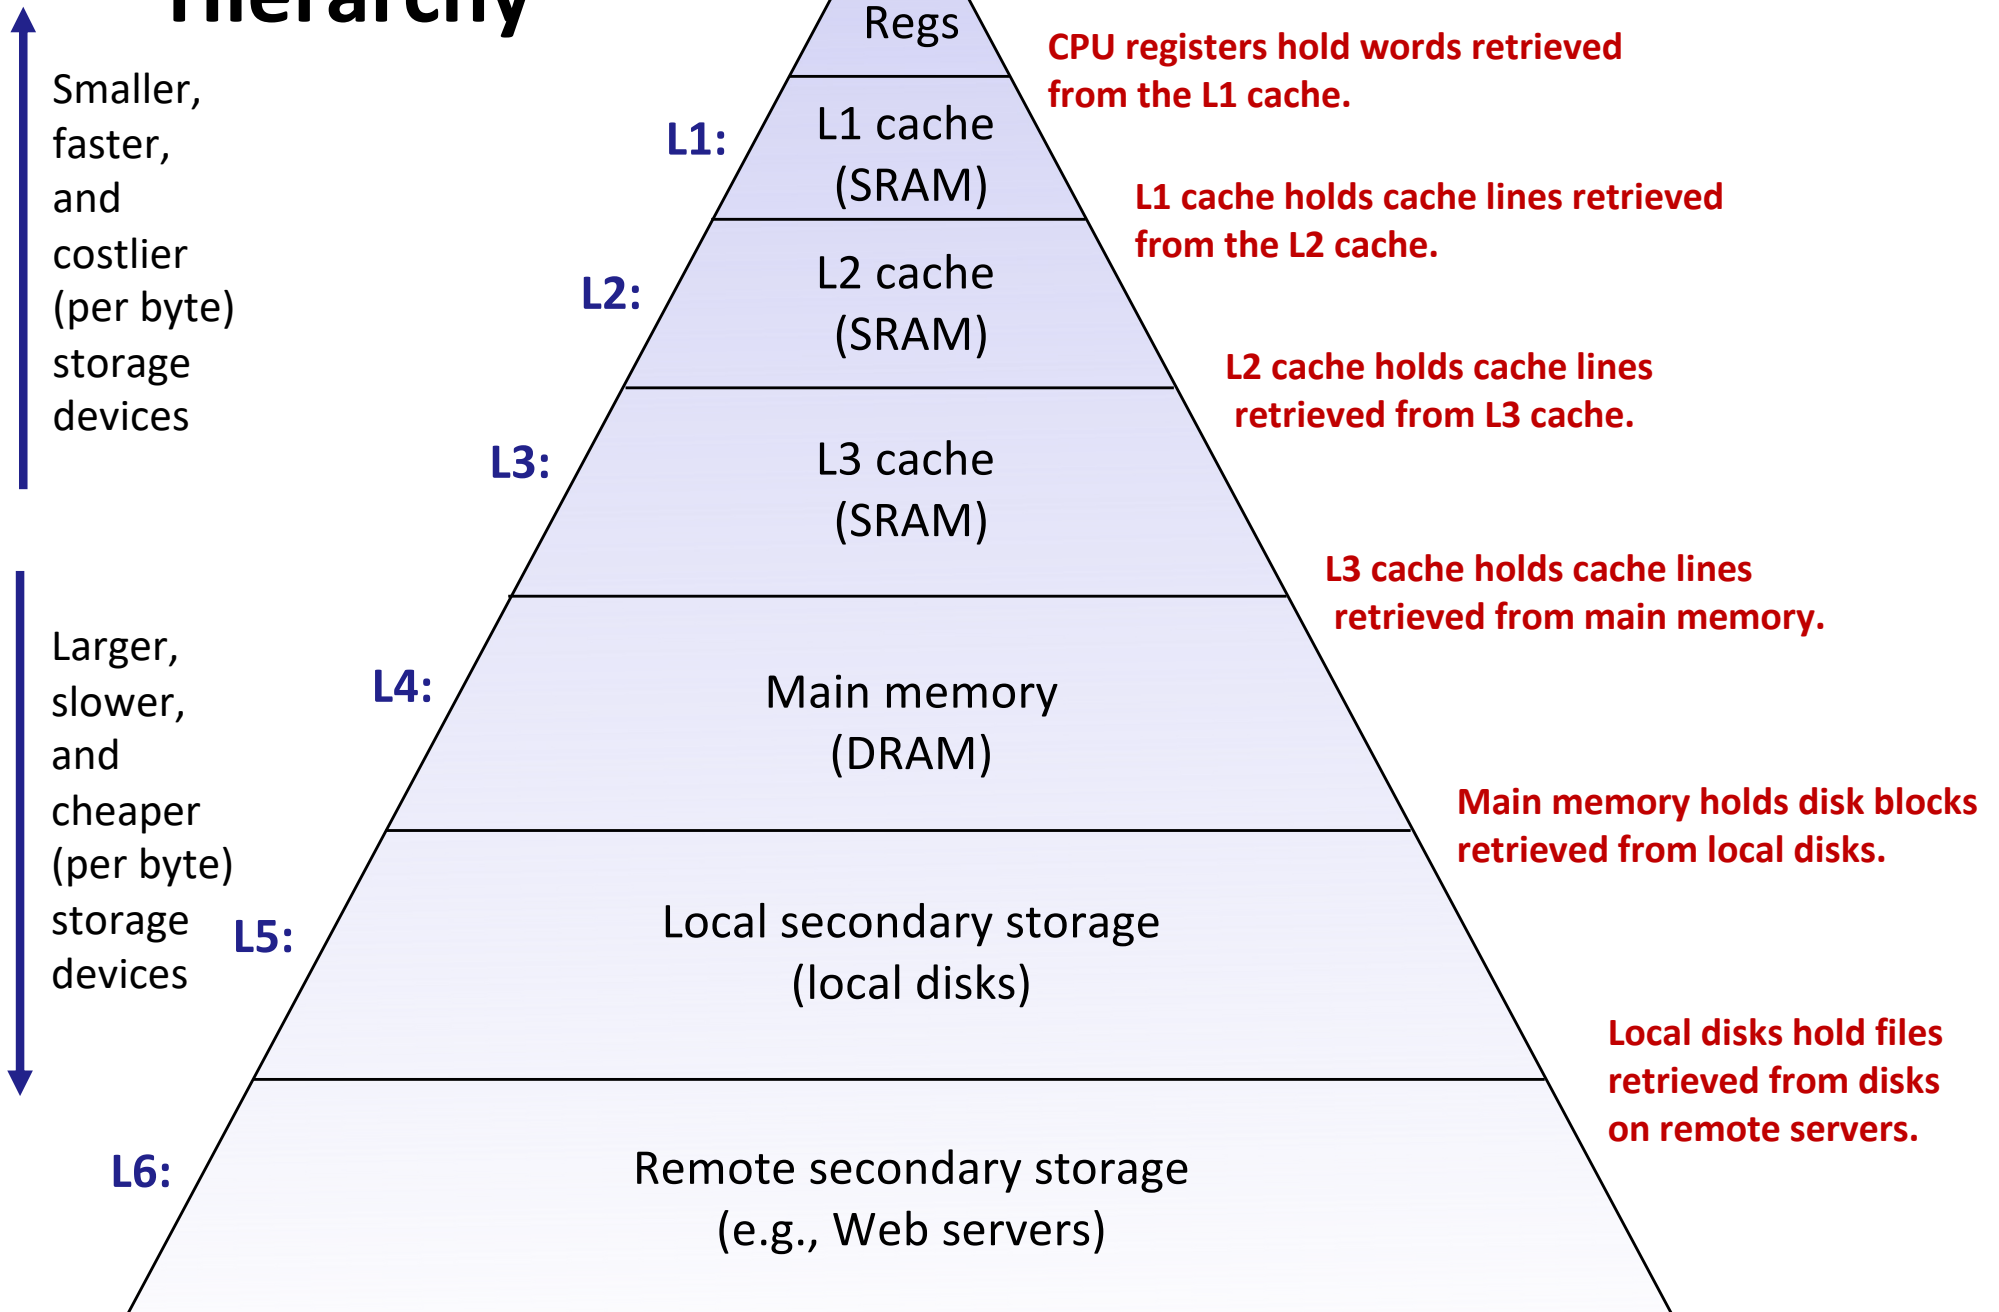 Hierarchy
Smaller,
faster,
and
costlier
(per byte)
storage
devices
Larger,
slower,
and
cheaper
(per byte)
storage
devices
Regs
CPU registers hold words retrieved
from the L1 cache.
L1:
L1 cache
(SRAM)
L1 cache holds cache lines retrieved
from the L2 cache.
L2:
L2 cache
(SRAM)
L2 cache holds cache lines
retrieved from L3 cache.
L3:
L3 cache
(SRAM)
L3 cache holds cache lines
retrieved from main memory.
L4:
Main memory
(DRAM)
Main memory holds disk blocks
retrieved from local disks.
L5:
Local secondary storage
(local disks)
Local disks hold files
retrieved from disks
on remote servers.
L6:
Remote secondary storage
(e.g., Web servers)